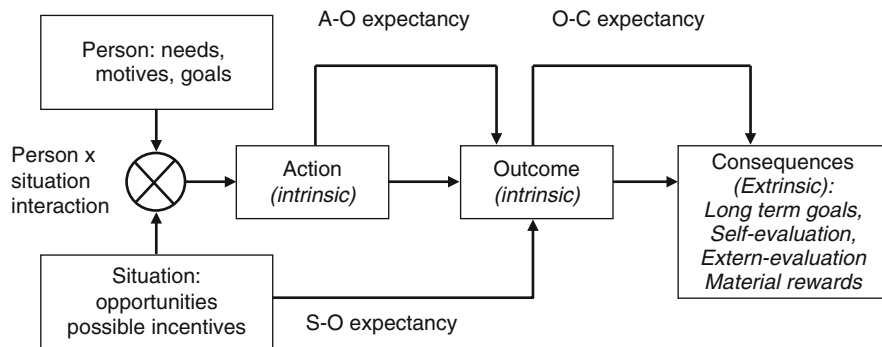 A-O expectancy
O-C expectancy
Person: needs,
motives, goals
Person x
situation
interaction
Action
(intrinsic)
Outcome
(intrinsic)
Consequences
(Extrinsic):
Long term goals,
Self-evaluation,
Extern-evaluation
Material rewards
Situation:
opportunities
possible incentives
S-O expectancy